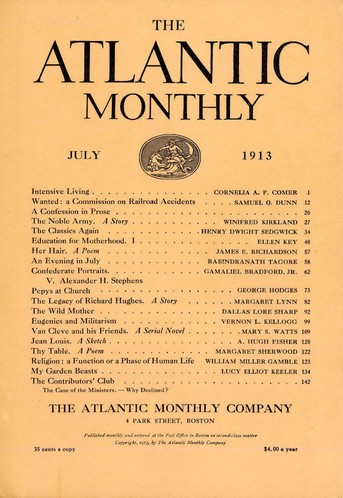 THE
ATLANTIC
MONTHLY
JULY 1913
Intensive Living . . . . . CORNELIA A. P. COMER 1
Wanted: a Commission on Railroad Accidents . . . . . SAMUEL O. DUNN 12
A Confession in Prose . . . . . 20
The Noble Army. A Story . . . . . WINIFRED KIRKLAND 27
The Classics Again . . . . . HENRY DWIGHT SEDGWICK 34
Education for Motherhood. I . . . . . ELLEN KEY 48
Her Hair. A Poem . . . . . JAMES E. RICHARDSON 57
An Evening in July . . . . . RABINDRANATH TAGORE 58
Confederate Portraits. . . . . . GAMALIEL BRADFORD, JR. 62
V. Alexander H. Stephens
Pepys at Church . . . . . GEORGE HODGES 73
The Legacy of Richard Hughes. A Story . . . . . MARGARET LYNN 82
The Wild Mother . . . . . DALLAS LORE SHARP 92
Eugenics and Militarism . . . . . VERNON L. KELLOGG 99
Van Cleve and his Friends. A Serial Novel . . . . . MARY S. WATTS 109
Jean Louis. A Sketch . . . . . A. HUGH FISHER 120
Thy Table. A Poem . . . . . MARGARET SHERWOOD 122
Religion: a Function or a Phase of Human Life WILLIAM MILLER GAMBLE 123
My Garden Beasts . . . . . LUCY ELLIOT KEELER 134
The Contributors' Club . . . . . 142
The Case of the Ministers. — Why Declined?
THE ATLANTIC MONTHLY COMPANY
4 PARK STREET, BOSTON
Published monthly and entered at the Post Office in Boston as second-class matter
Copyright, 1913, by The Atlantic Monthly Company
35 cents a copy $4.00 a year